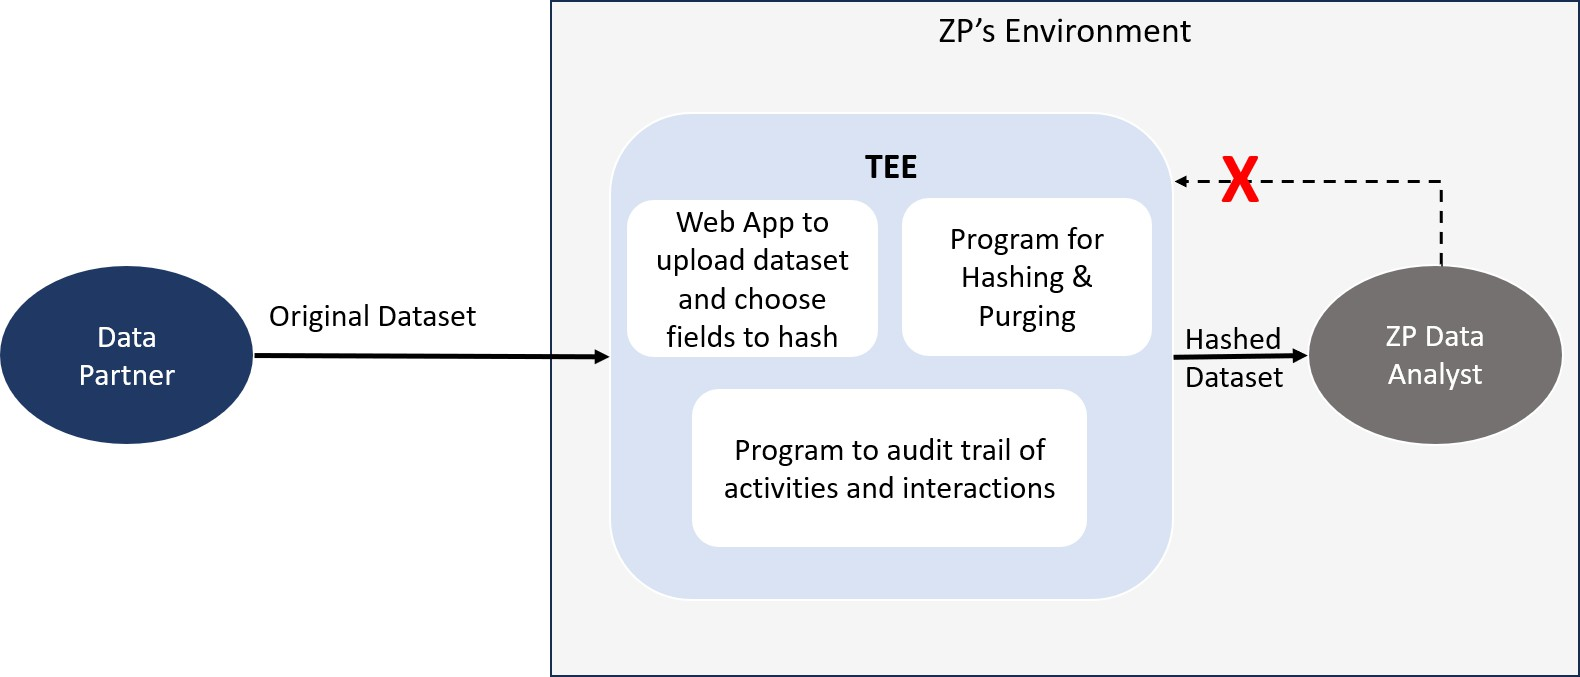 ZP's Environment
TEE
X
Web App to
upload dataset
and choose
fields to hash
Program for
Hashing &
Purging
Data
Partner
Original Dataset
Hashed
Dataset
ZP Data
Analyst
Program to audit trail of
activities and interactions